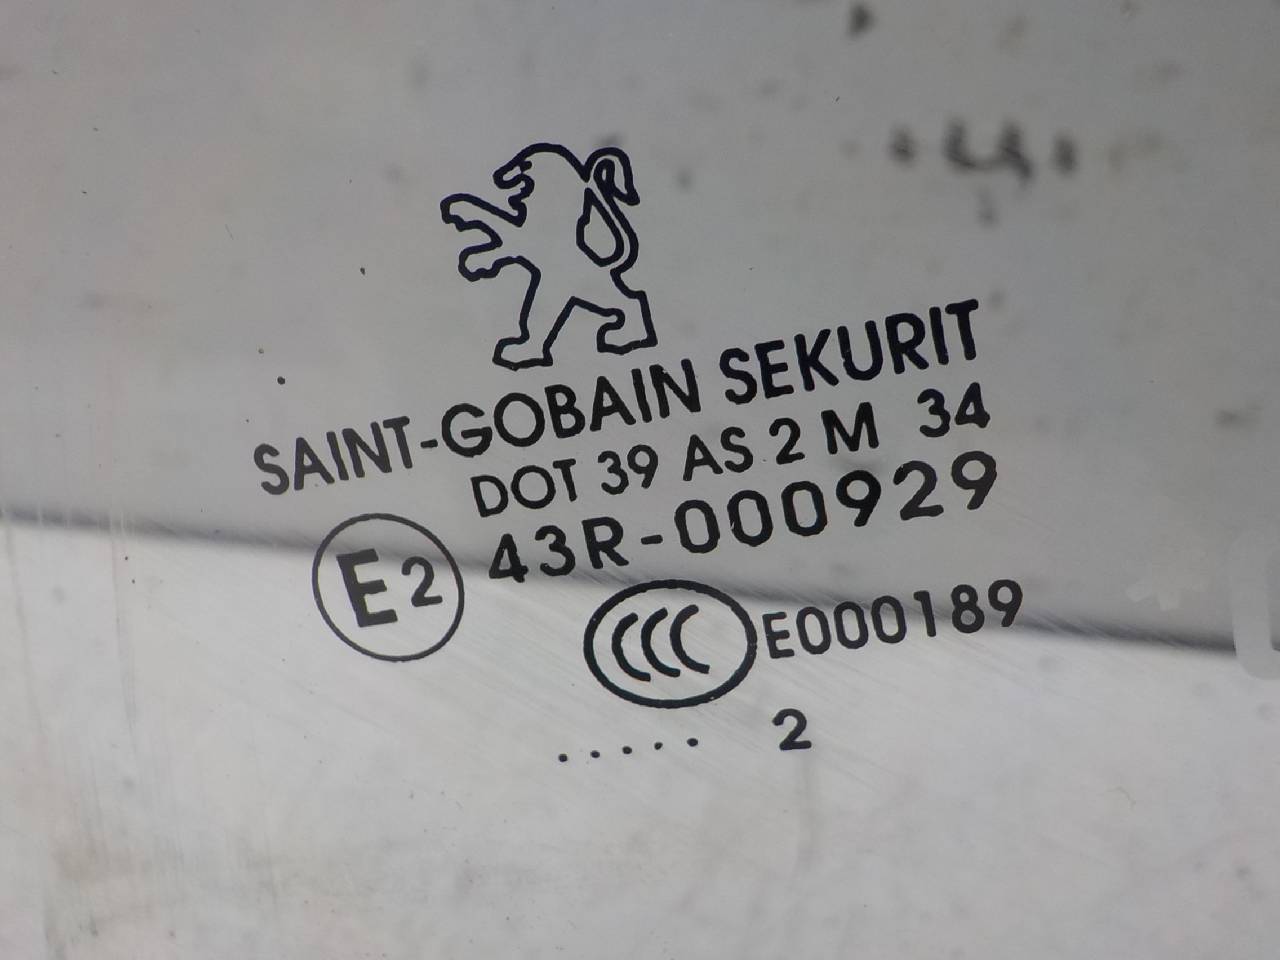 SAINT-GOBAIN SEKURIT
DOT 39 AS 2 M 34
43R-000929
E2
CCC E000189
..... 2